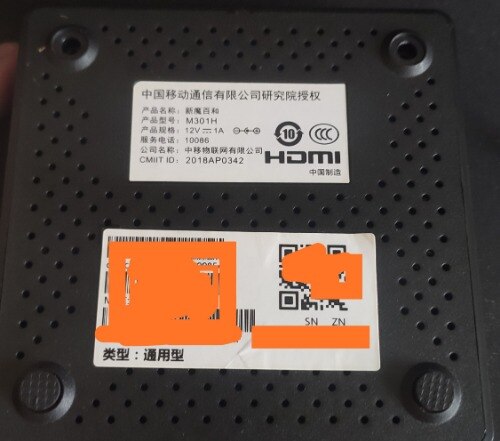 中国移动通信有限公司研究院授权
产品名称：新魔百和
产品型号：M301H
产品规格：12V⎓1A
服务电话：10086
公司名称：中移物联网有限公司
CMIIT ID：2018AP0342
10
CCC
HDMI
中国制造
SN ZN
类型：通用型